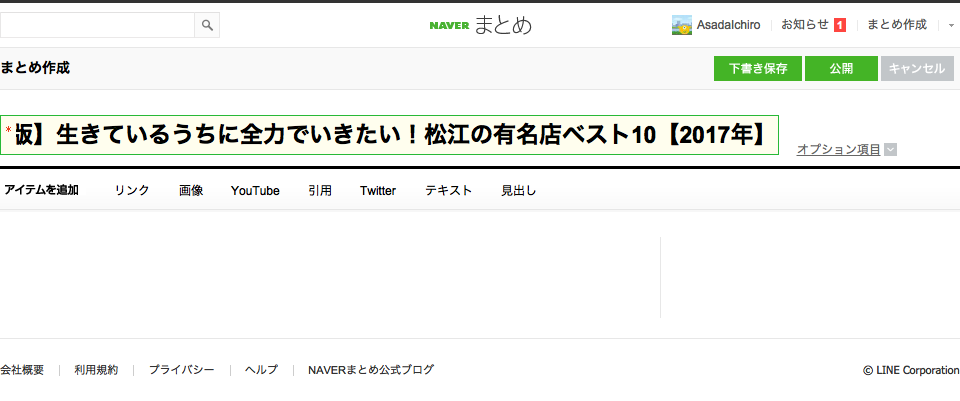 NAVER まとめ AsadaIchiro お知らせ 1 まとめ作成
まとめ作成 下書き保存 公開 キャンセル
*版】生きているうちに全力でいきたい！松江の有名店ベスト10【2017年】
オプション項目
アイテムを追加 リンク 画像 YouTube 引用 Twitter テキスト 見出し
会社概要 利用規約 プライバシー ヘルプ NAVERまとめ公式ブログ © LINE Corporation